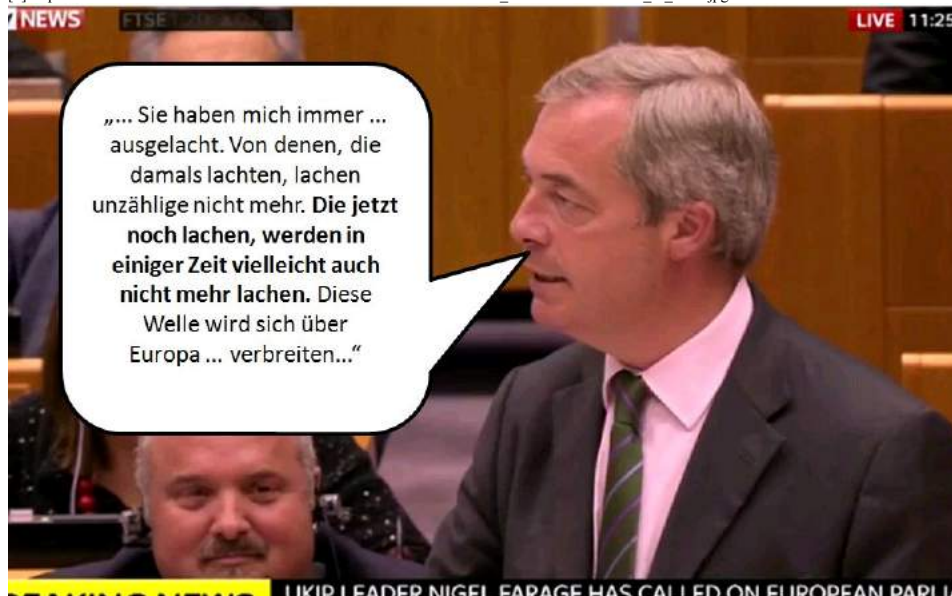 NEWS
FTSE
LIVE 11:25
„... Sie haben mich immer ...
ausgelacht. Von denen, die
damals lachten, lachen
unzählige nicht mehr. Die jetzt
noch lachen, werden in
einiger Zeit vielleicht auch
nicht mehr lachen. Diese
Welle wird sich über
Europa ... verbreiten...“
UKIP LEADER NIGEL FARAGE HAS CALLED ON EUROPEAN